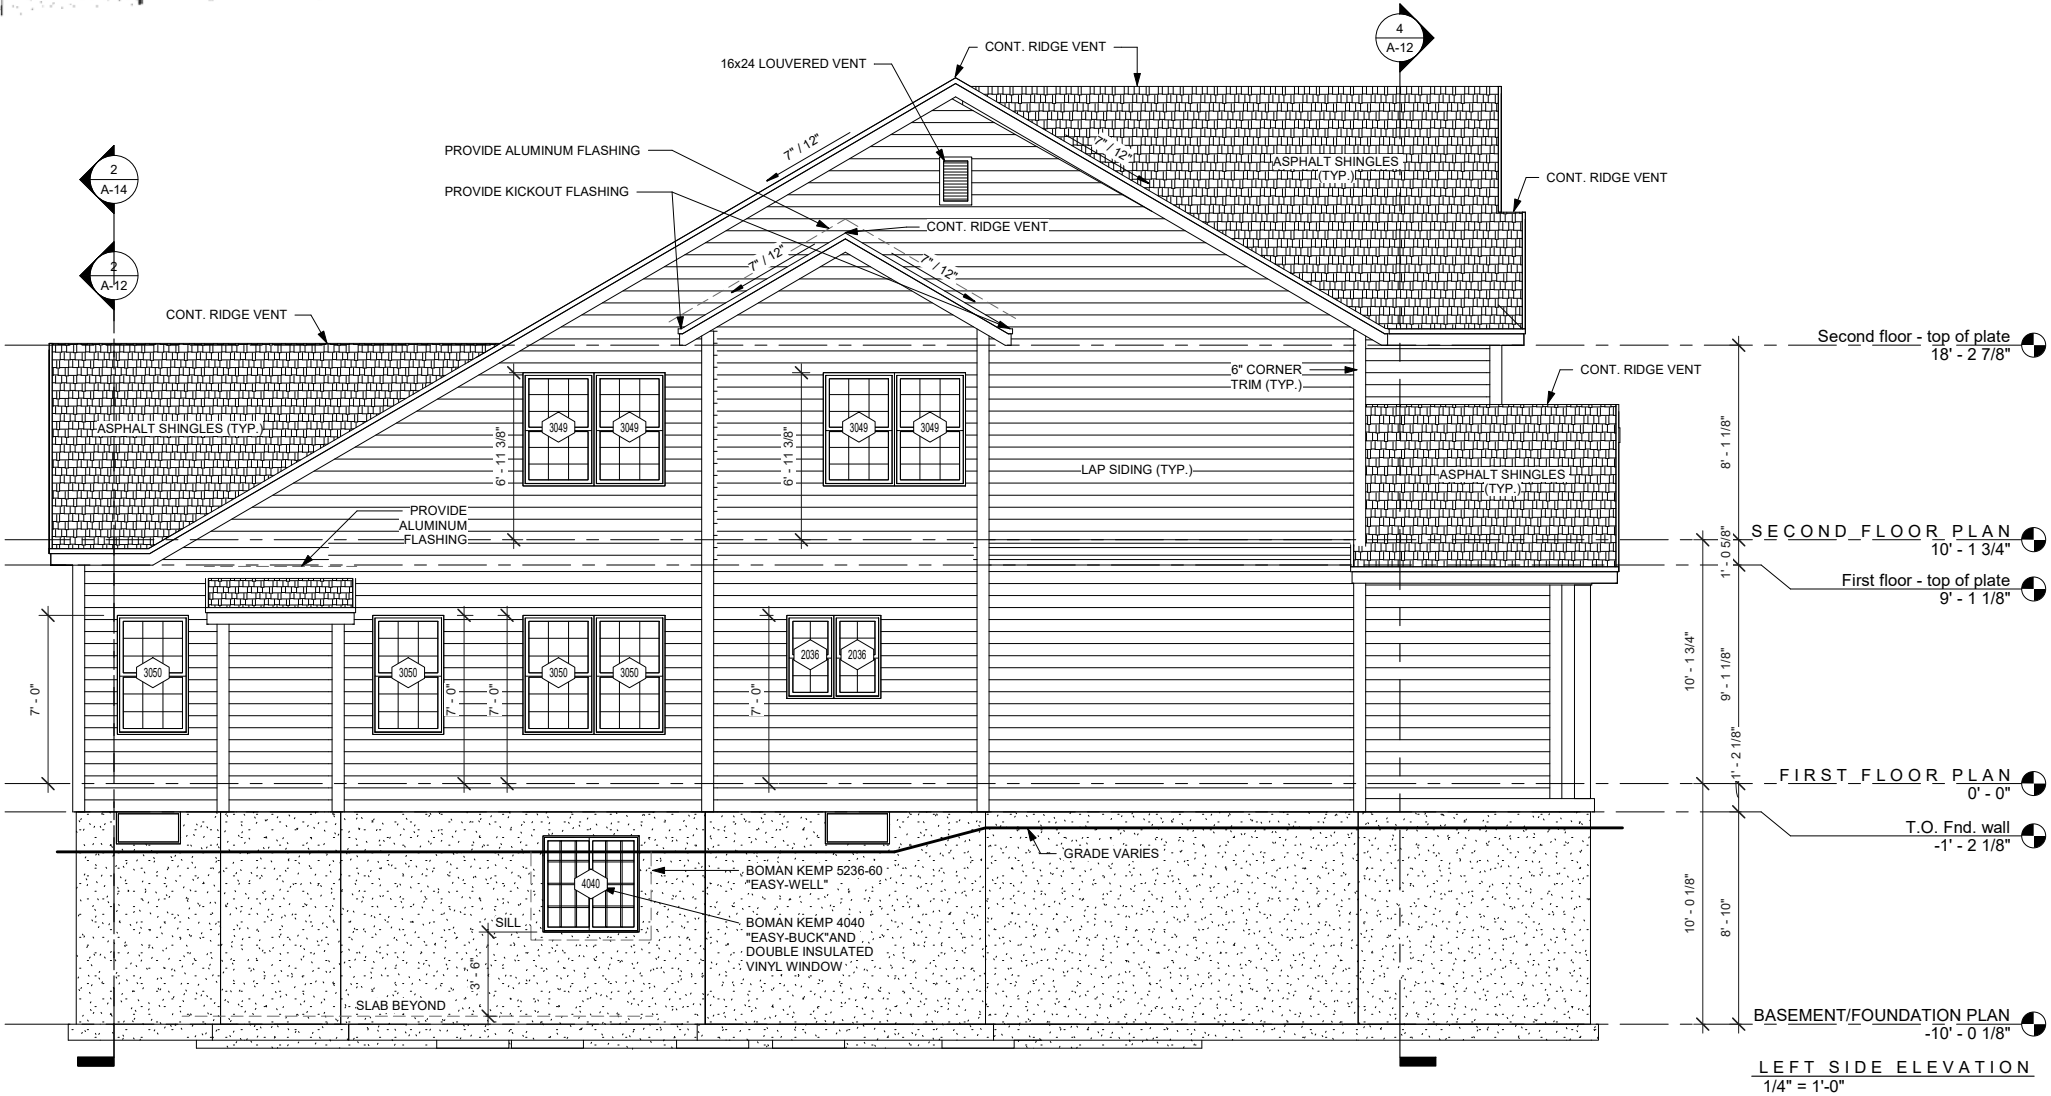 CONT. RIDGE VENT
16x24 LOUVERED VENT
4
A-12
7" / 12"
7" / 12"
PROVIDE ALUMINUM FLASHING
PROVIDE KICKOUT FLASHING
ASPHALT SHINGLES
(TYP.)
CONT. RIDGE VENT
2
A-14
CONT. RIDGE VENT
7" / 12"
7" / 12"
2
A-12
CONT. RIDGE VENT
Second floor - top of plate
18' - 2 7/8"
6" CORNER
TRIM (TYP.)
CONT. RIDGE VENT
ASPHALT SHINGLES (TYP.)
3049
3049
3049
3049
6' - 11 3/8"
6' - 11 3/8"
8' - 1 1/8"
LAP SIDING (TYP.)
ASPHALT SHINGLES
(TYP.)
PROVIDE
ALUMINUM
FLASHING
SECOND FLOOR PLAN
10' - 1 3/4"
1' - 0 5/8"
First floor - top of plate
9' - 1 1/8"
3050
3050
3050
3050
2036
2036
7' - 0"
7' - 0"
7' - 0"
7' - 0"
10' - 1 3/4"
9' - 1 1/8"
1' - 2 1/8"
FIRST FLOOR PLAN
0' - 0"
T.O. Fnd. wall
-1' - 2 1/8"
GRADE VARIES
BOMAN KEMP 5236-60
"EASY-WELL"
4040
SILL
BOMAN KEMP 4040
"EASY-BUCK"AND
DOUBLE INSULATED
VINYL WINDOW
3' 6"
10' - 0 1/8"
8' - 10"
SLAB BEYOND
BASEMENT/FOUNDATION PLAN
-10' - 0 1/8"
LEFT SIDE ELEVATION
1/4" = 1'-0"